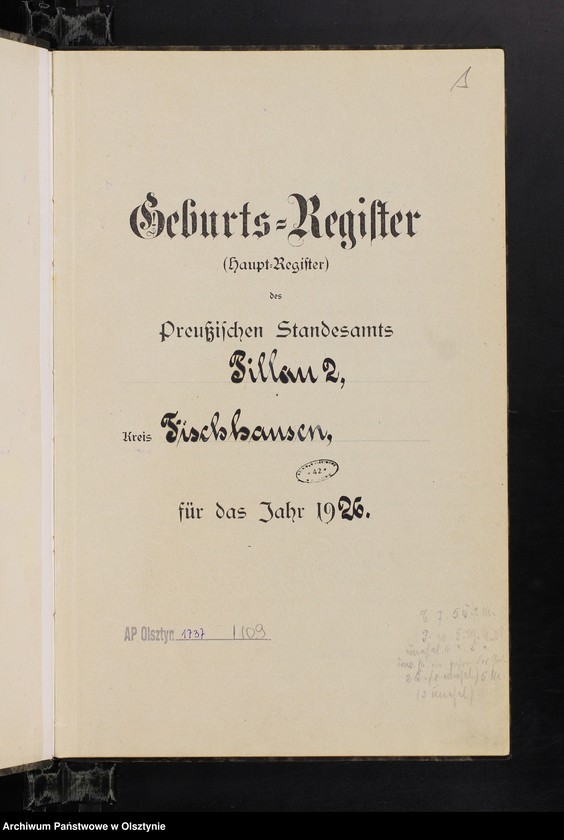 1
Geburts-Register
(Haupt-Register)
des
Preußischen Standesamts
Pillau 2,
Kreis Fischhausen,
42
für das Jahr 1926.
AP Olsztyn 1737 1109
Archiwum Państwowe w Olsztynie